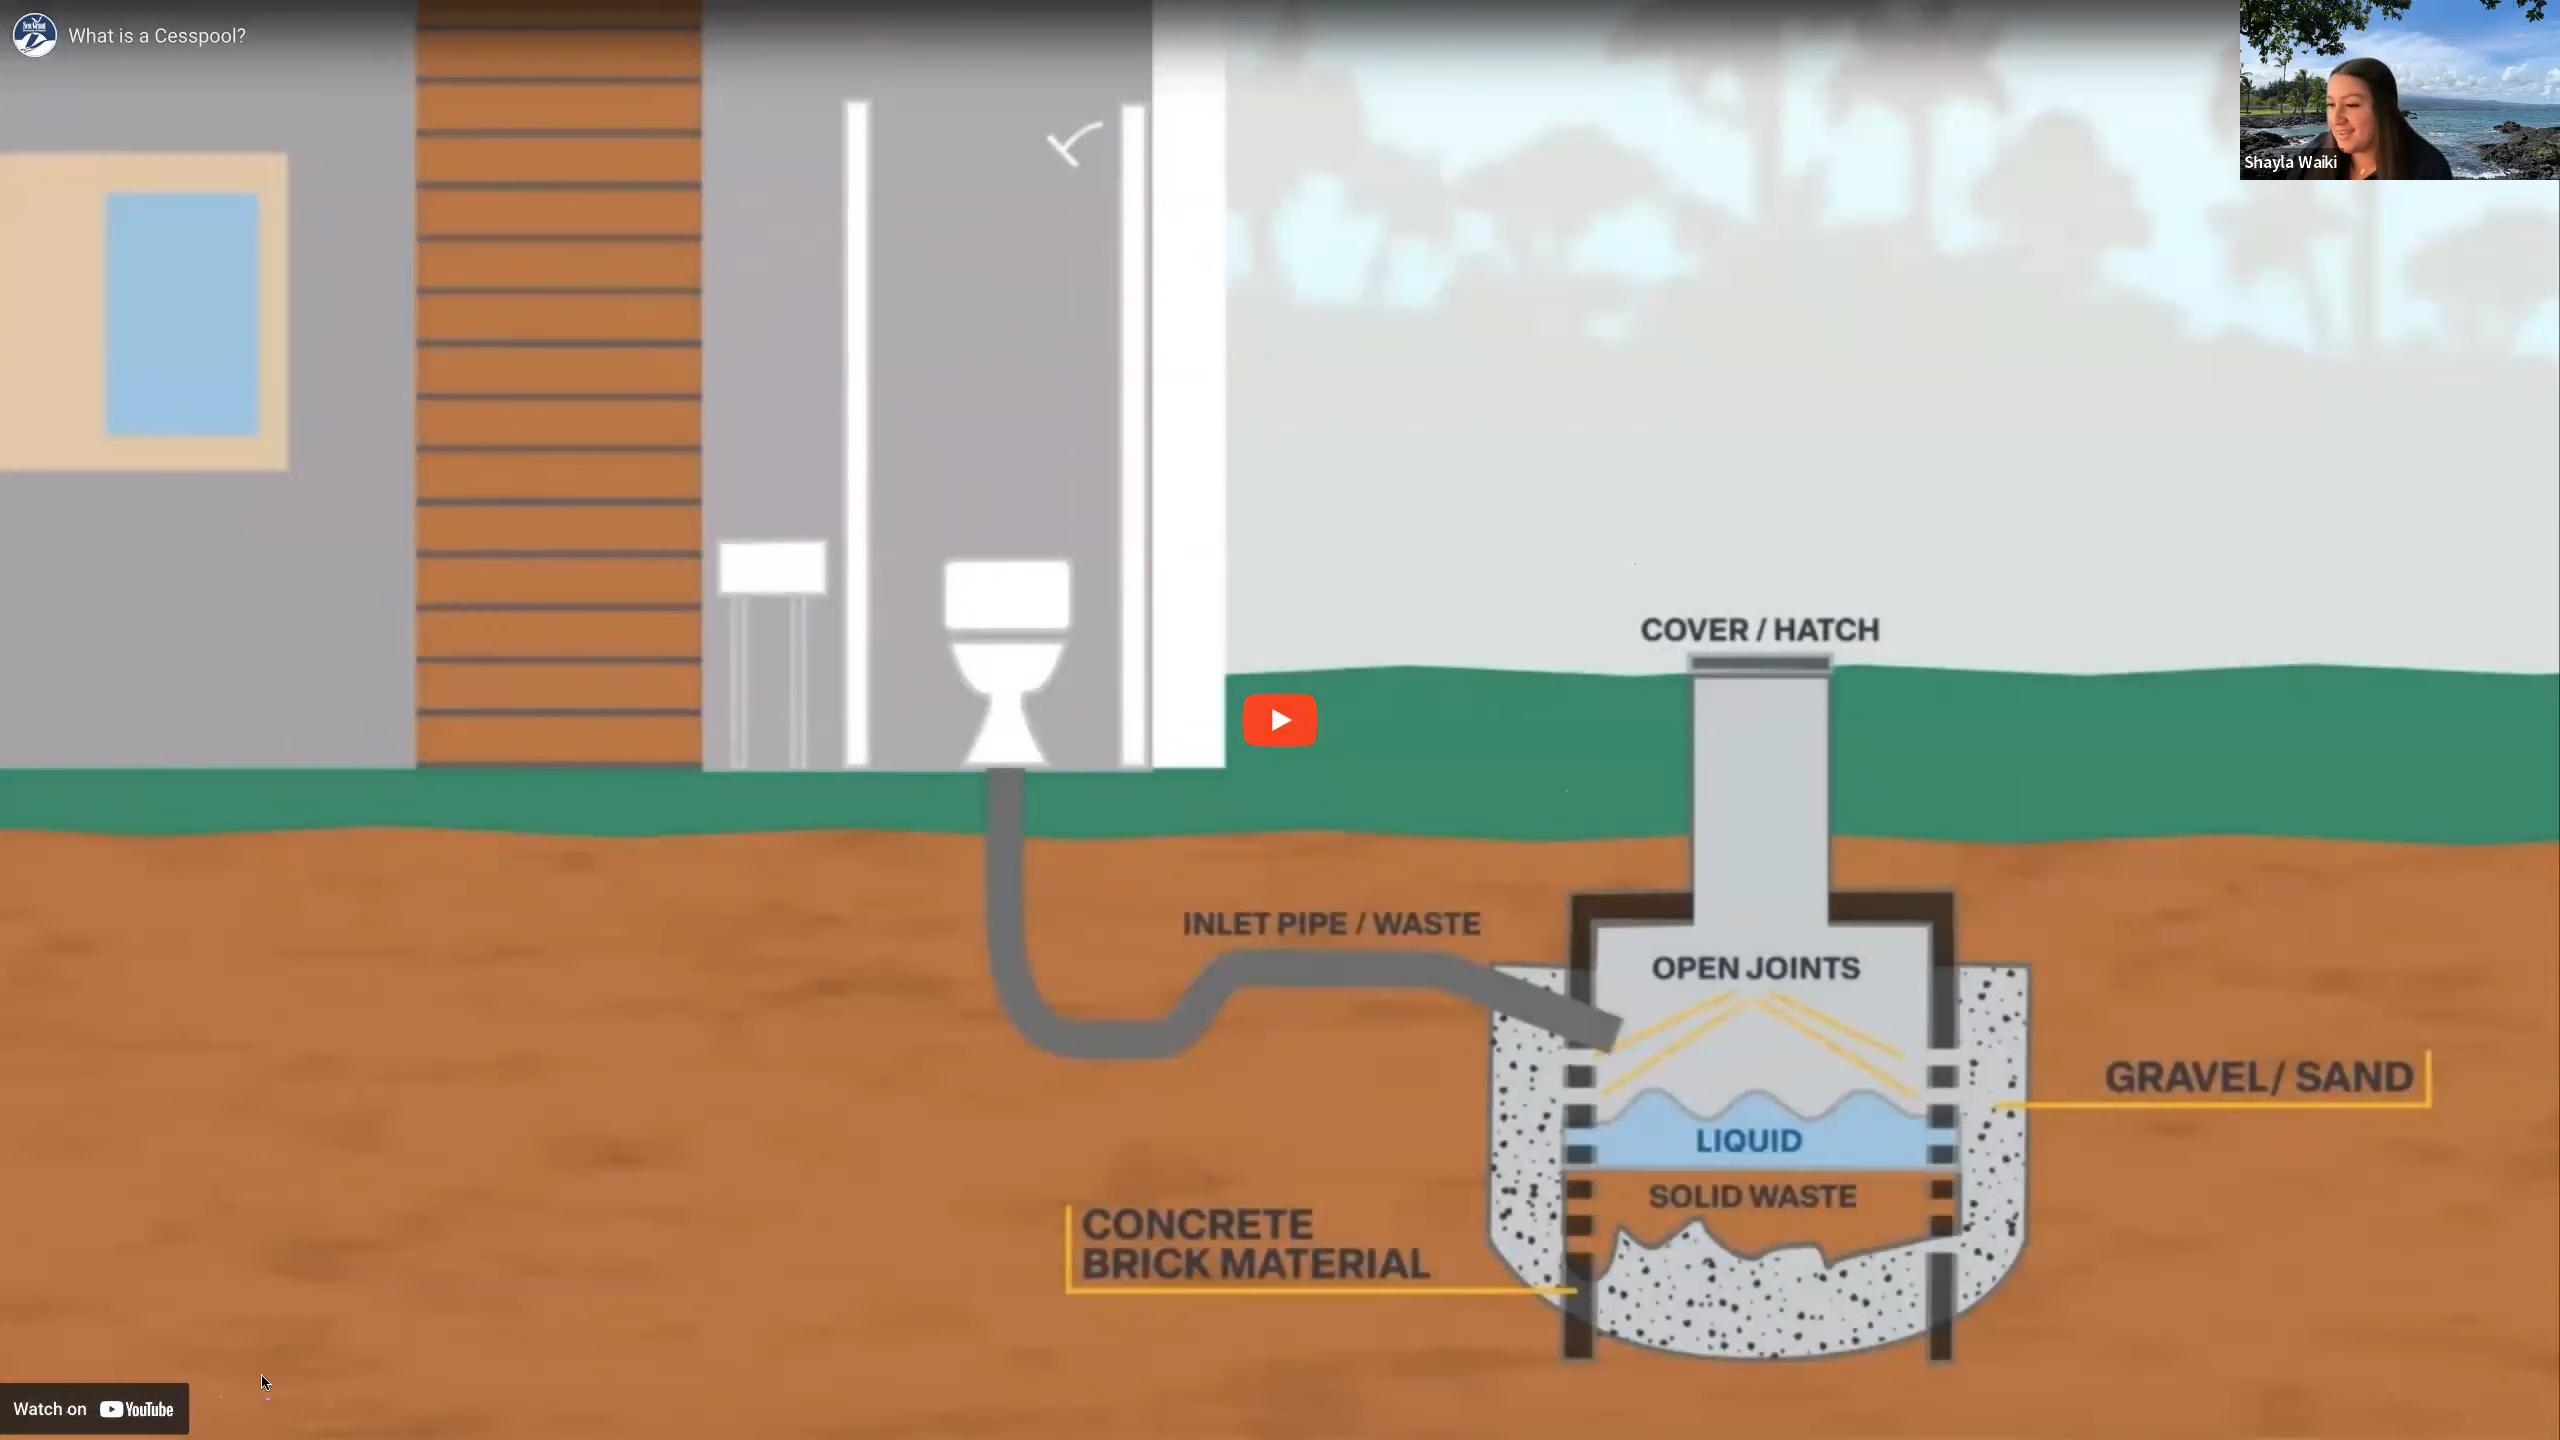 What is a Cesspool?
Shayla Waiki
COVER / HATCH
INLET PIPE / WASTE
OPEN JOINTS
GRAVEL/ SAND
LIQUID
SOLID WASTE
CONCRETE
BRICK MATERIAL
Watch on YouTube